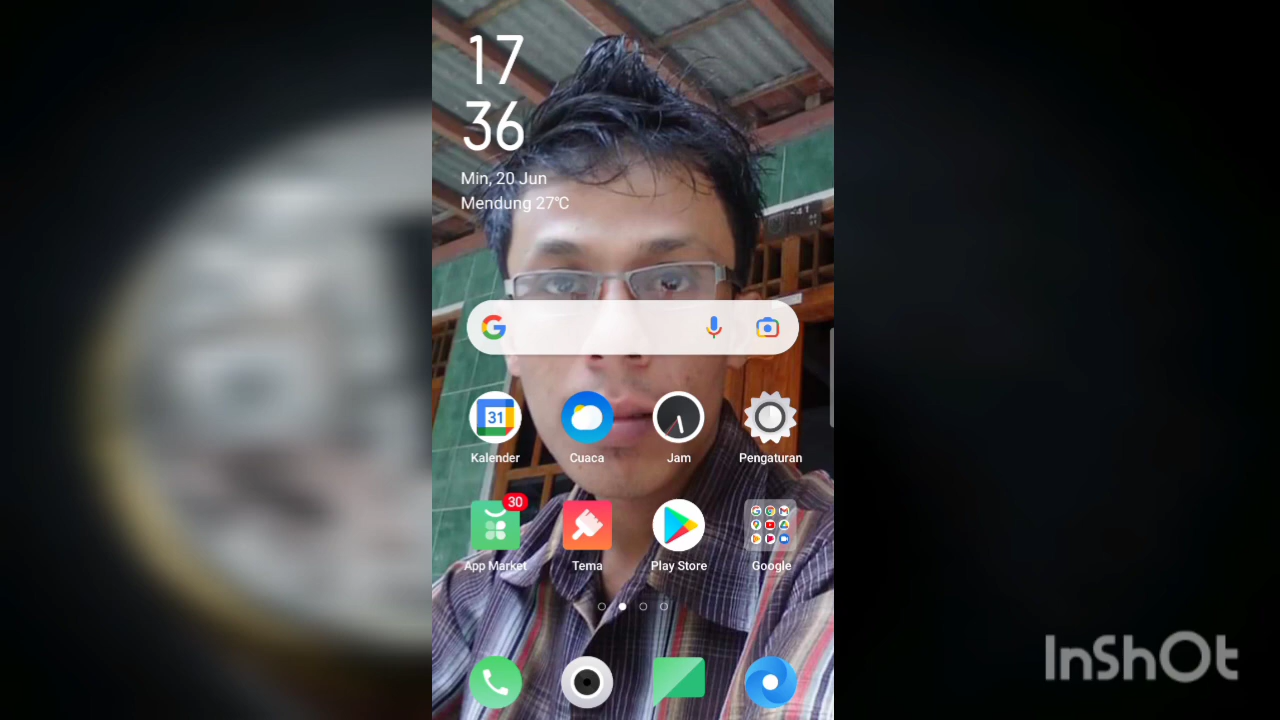 17
36
Min, 20 Jun
Mendung 27°C
31
Kalender
Cuaca
Jam
Pengaturan
30
App Market
Tema
Play Store
Google
InShOt